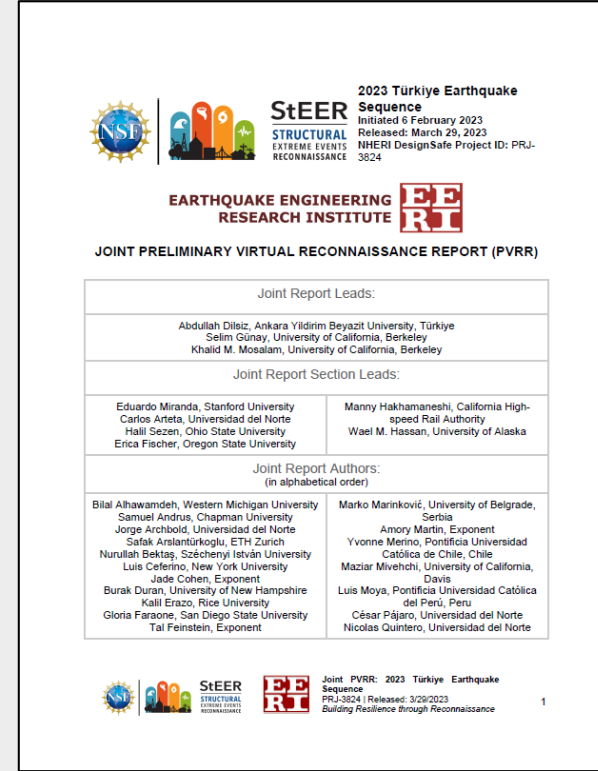 NSF
StEER
STRUCTURAL
EXTREME EVENTS
RECONNAISSANCE
2023 Türkiye Earthquake
Sequence
Initiated 6 February 2023
Released: March 29, 2023
NHERI DesignSafe Project ID: PRJ-
3824
EARTHQUAKE ENGINEERING
RESEARCH INSTITUTE
EE
RI
JOINT PRELIMINARY VIRTUAL RECONNAISSANCE REPORT (PVRR)
Joint Report Leads:
Abdullah Dilsiz, Ankara Yildirim Beyazit University, Türkiye
Selim Günay, University of California, Berkeley
Khalid M. Mosalam, University of California, Berkeley
Joint Report Section Leads:
Eduardo Miranda, Stanford University
Carlos Arteta, Universidad del Norte
Halil Sezen, Ohio State University
Erica Fischer, Oregon State University
Manny Hakhamaneshi, California High-
speed Rail Authority
Wael M. Hassan, University of Alaska
Joint Report Authors:
(in alphabetical order)
Bilal Alhawamdeh, Western Michigan University
Samuel Andrus, Chapman University
Jorge Archbold, Universidad del Norte
Safak Arslantürkoglu, ETH Zurich
Nurullah Bektaş, Széchenyi István University
Luis Ceferino, New York University
Jade Cohen, Exponent
Burak Duran, University of New Hampshire
Kalil Erazo, Rice University
Gloria Faraone, San Diego State University
Tal Feinstein, Exponent
Marko Marinković, University of Belgrade,
Serbia
Amory Martin, Exponent
Yvonne Merino, Pontificia Universidad
Católica de Chile, Chile
Maziar Mivehchi, University of California,
Davis
Luis Moya, Pontificia Universidad Católica
del Perú, Peru
César Pájaro, Universidad del Norte
Nicolas Quintero, Universidad del Norte
NSF
StEER
STRUCTURAL
EXTREME EVENTS
RECONNAISSANCE
EE
RI
Joint PVRR: 2023 Türkiye Earthquake
Sequence
PRJ-3824 | Released: 3/29/2023
Building Resilience through Reconnaissance
1